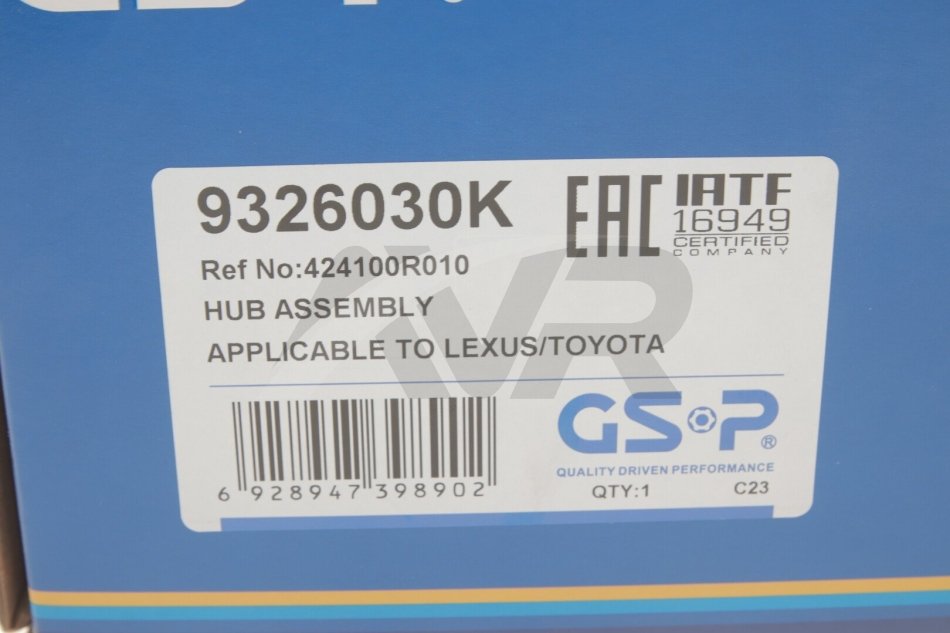 9326030K
EAC
IATF
16949
CERTIFIED
COMPANY
Ref No:424100R010
HUB ASSEMBLY
APPLICABLE TO LEXUS/TOYOTA
VR
6 928947 398902
GSP®
QUALITY DRIVEN PERFORMANCE
QTY:1 C23